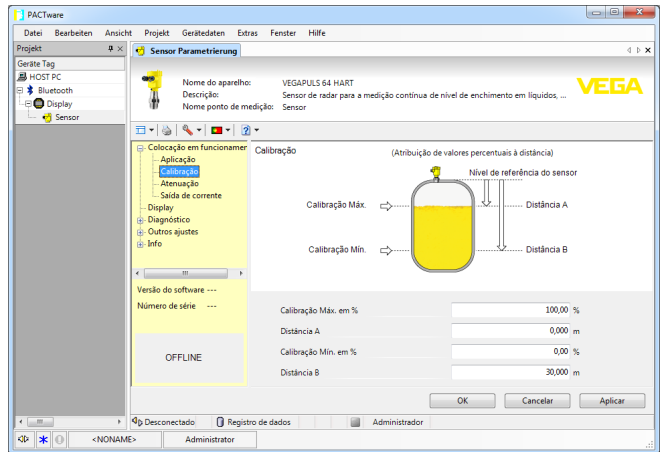 PACTware
Datei Bearbeiten Ansicht Projekt Gerätedaten Extras Fenster Hilfe
Projekt
Geräte Tag
HOST PC
Bluetooth
Display
Sensor
Sensor Parametrierung
Nome do aparelho: VEGAPULS 64 HART
Descrição: Sensor de radar para a medição contínua de nível de enchimento em líquidos, ...
Nome ponto de medição: Sensor
VEGA
Colocação em funcionamer
Aplicação
Calibração
Atenuação
Saída de corrente
Display
Diagnóstico
Outros ajustes
Info
Versão do software ---
Número de série ---
OFFLINE
Calibração (Atribuição de valores percentuais à distância)
Nível de referência do sensor
Calibração Máx. Distância A
Calibração Mín. Distância B
Calibração Máx. em % 100,00 %
Distância A 0,000 m
Calibração Mín. em % 0,00 %
Distância B 30,000 m
OK Cancelar Aplicar
Desconectado Registro de dados Administrador
<NONAME> Administrator